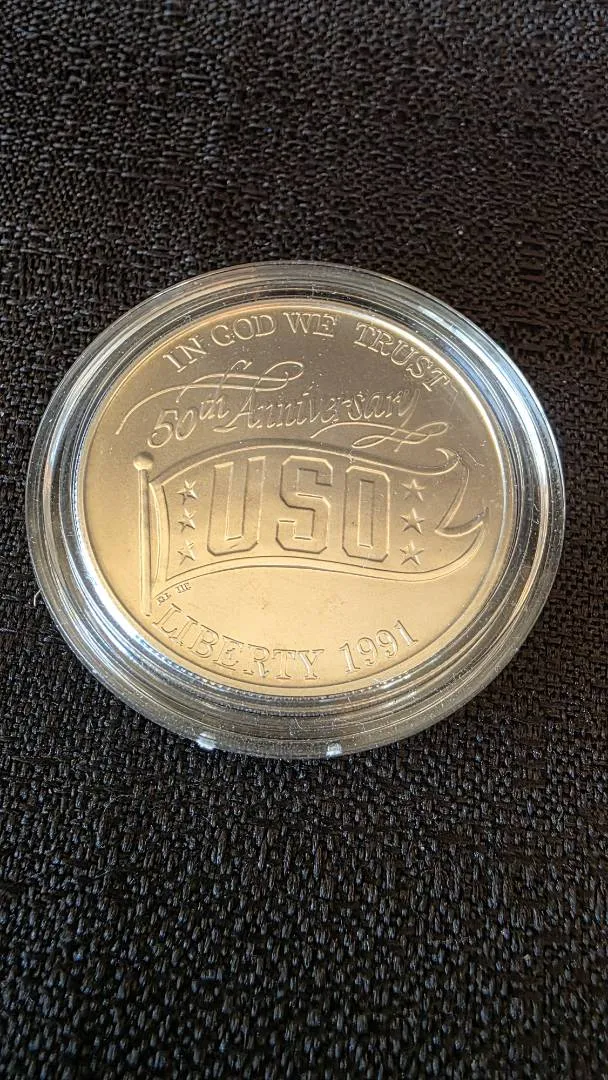 IN GOD WE TRUST
50th Anniversary
USO
LIBERTY 1991